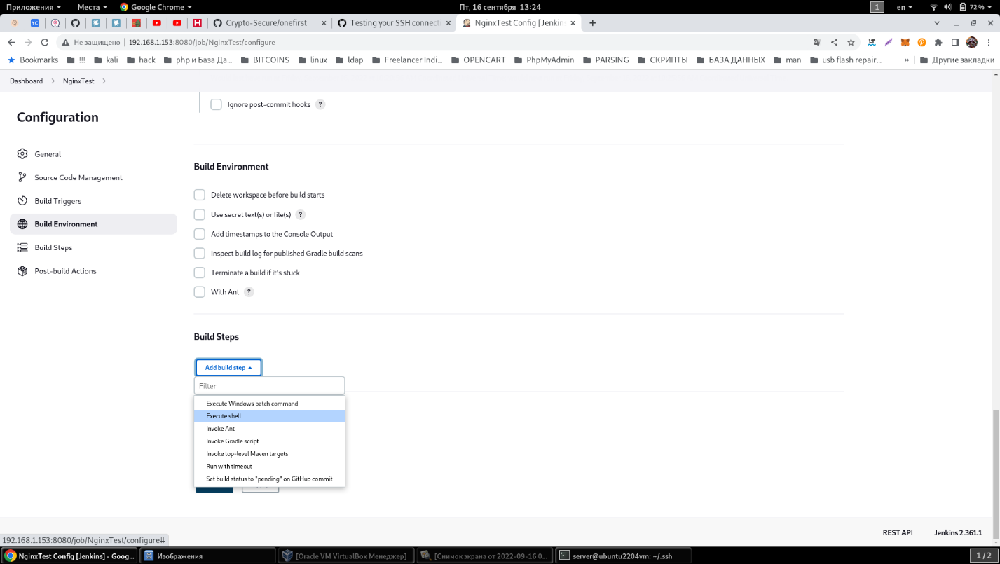 Приложения Места Google Chrome Пт, 16 сентября 13:24 1 en 72 %
YC H Crypto-Secure/onefirst Testing your SSH connecti NginxTest Config [Jenkins
Не защищено 192.168.1.153:8080/job/NginxTest/configure
Bookmarks !!! kali hack php и База Да... BITCOINS linux ldap Freelancer Indi... OPENCART PhpMyAdmin PARSING СКРИПТЫ БАЗА ДАННЫХ man usb flash repair... » Другие закладки
Dashboard NginxTest
Configuration
General
Source Code Management
Build Triggers
Build Environment
Build Steps
Post-build Actions
Ignore post-commit hooks ?
Build Environment
Delete workspace before build starts
Use secret text(s) or file(s) ?
Add timestamps to the Console Output
Inspect build log for published Gradle build scans
Terminate a build if it's stuck
With Ant ?
Build Steps
Add build step
Filter
Execute Windows batch command
Execute shell
Invoke Ant
Invoke Gradle script
Invoke top-level Maven targets
Run with timeout
Set build status to "pending" on GitHub commit
REST API Jenkins 2.361.1
192.168.1.153:8080/job/NginxTest/configure#
NginxTest Config [Jenkins] - Goog... Изображения [Oracle VM VirtualBox Менеджер] [Снимок экрана от 2022-09-16 0... server@ubuntu2204vm: ~/.ssh 1 / 2